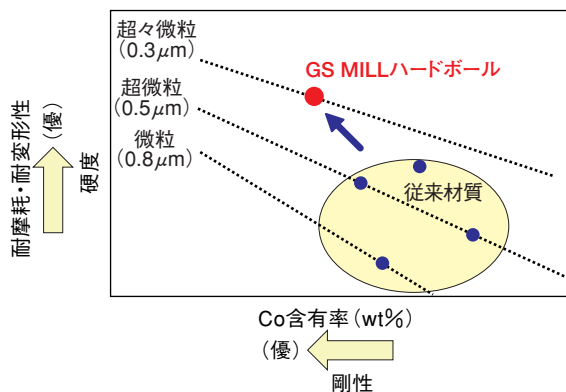 超々微粒
(0.3μm)
GS MILLハードボール
超微粒
(0.5μm)
微粒
(0.8μm)
従来材質
耐摩耗・耐変形性
(優)
硬度
Co含有率(wt%)
(優)
剛性